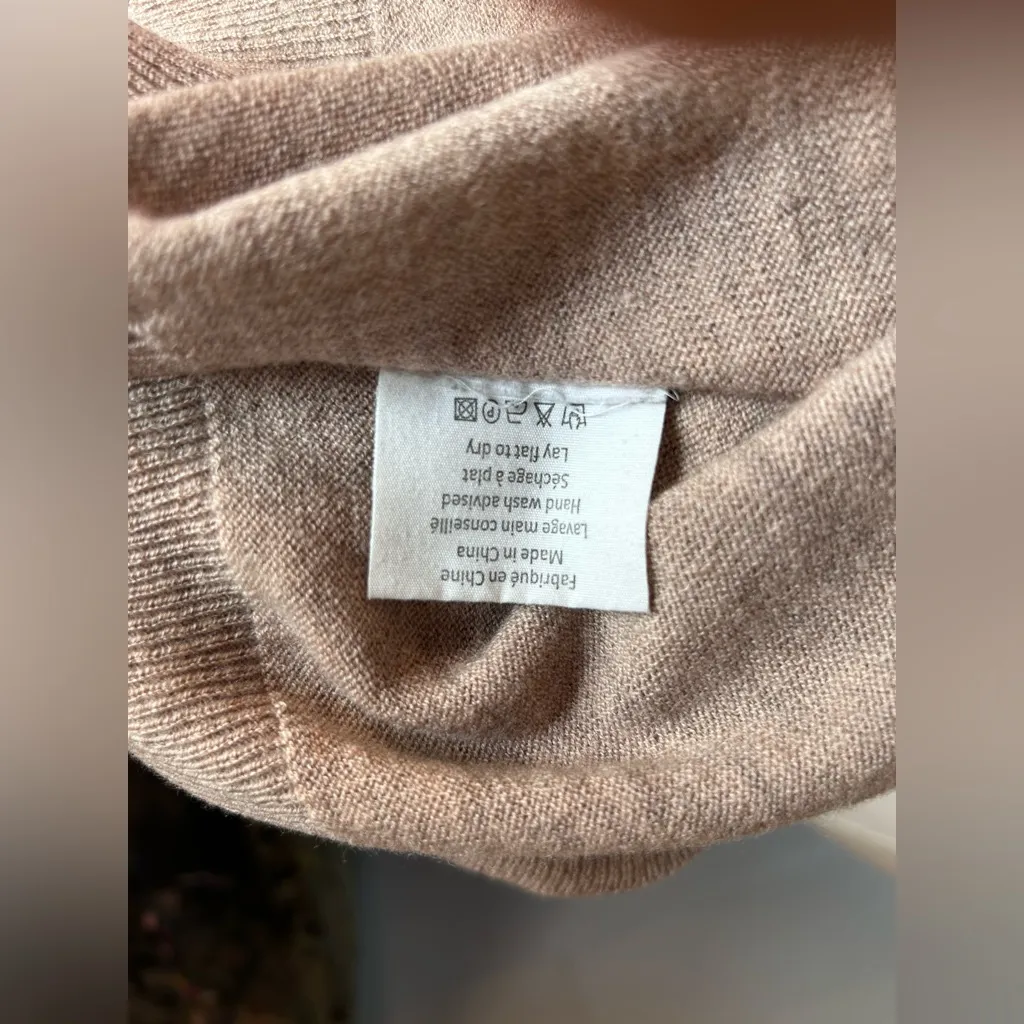 Lay flat to dry
Séchage à plat
Hand wash advised
Lavage main conseillé
Made in China
Fabriqué en Chine